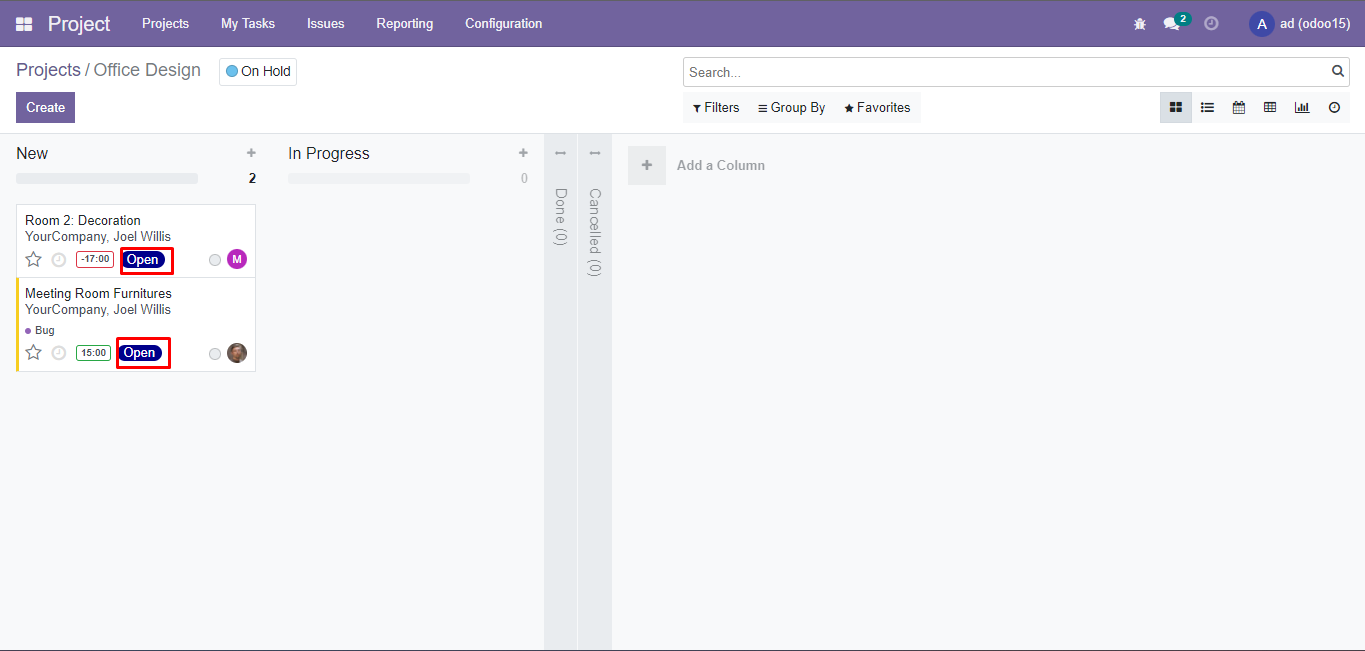 Project Projects My Tasks Issues Reporting Configuration 2 A ad (odoo15)
Projects / Office Design On Hold Search...
Create Filters Group By Favorites
New
2
Room 2: Decoration
YourCompany, Joel Willis
-17:00 Open M
Meeting Room Furnitures
YourCompany, Joel Willis
Bug
15:00 Open
In Progress
0
Done (0)
Cancelled (0)
Add a Column